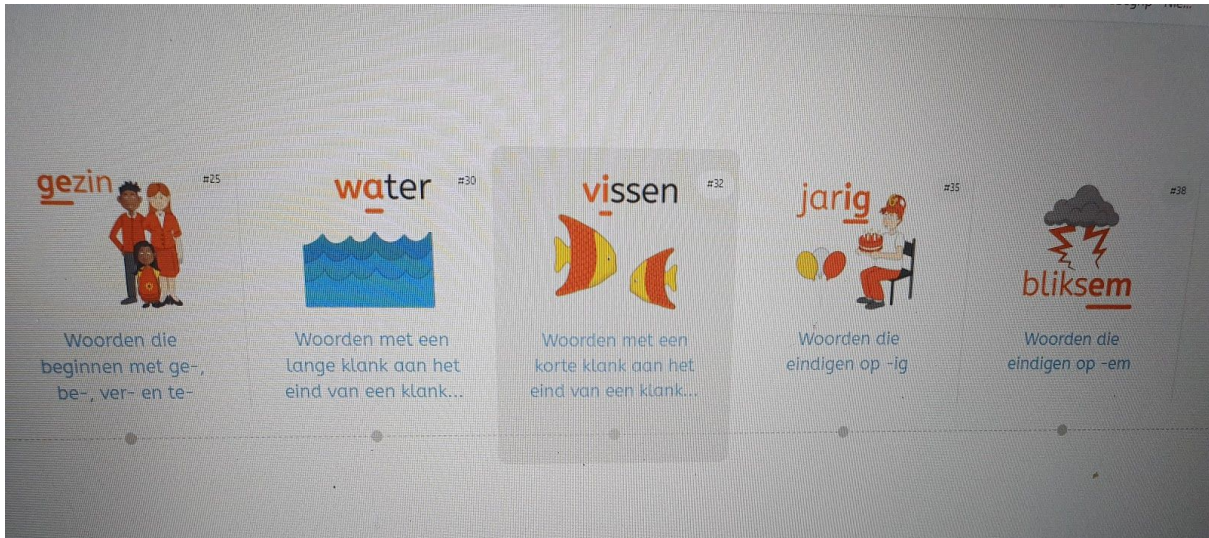 gezin
#25
Woorden die
beginnen met ge-,
be-, ver- en te-
water
#30
Woorden met een
lange klank aan het
eind van een klank...
vissen
#32
Woorden met een
korte klank aan het
eind van een klank...
jarig
#35
Woorden die
eindigen op -ig
bliksem
#38
Woorden die
eindigen op -em